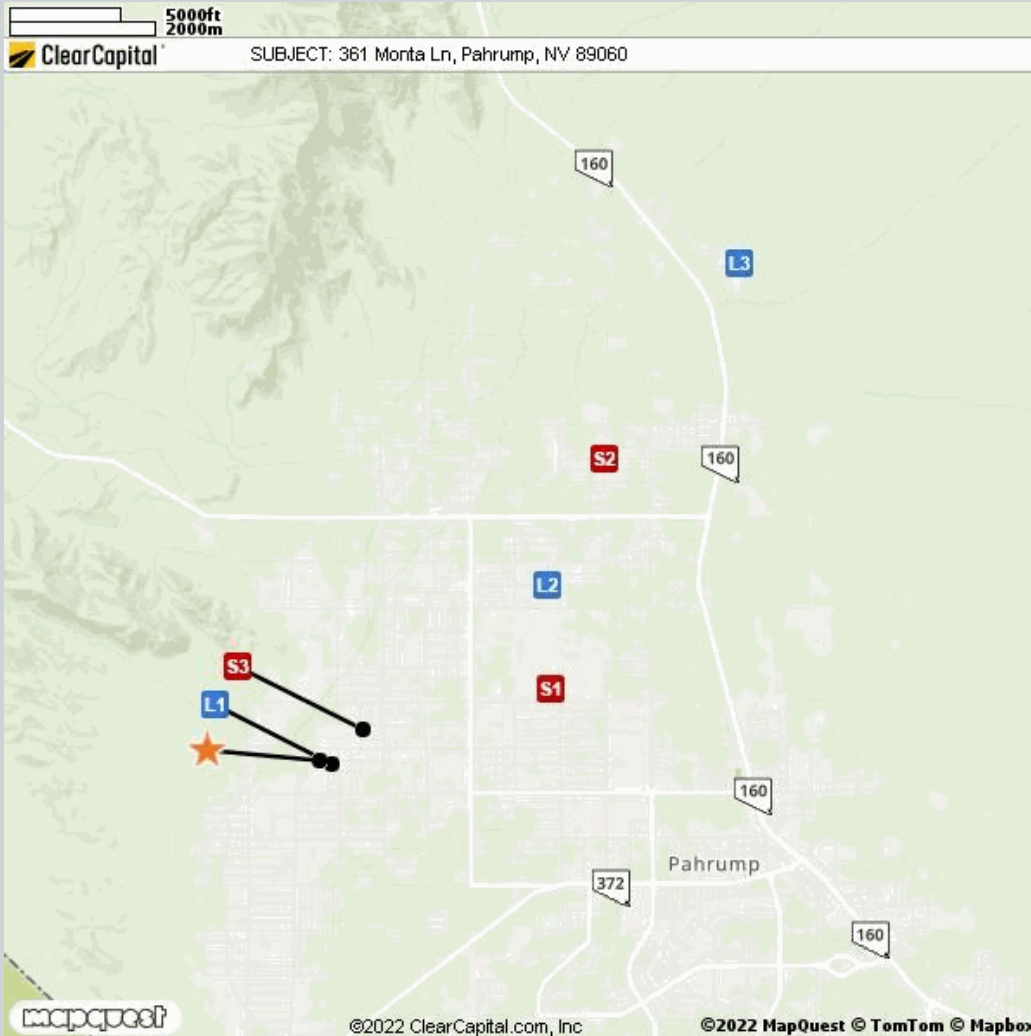 5000ft
2000m
ClearCapital SUBJECT: 361 Monta Ln, Pahrump, NV 89060
160
L3
S2
160
L2
S3
S1
L1
160
Pahrump
372
160
mapquest ©2022 ClearCapital.com, Inc ©2022 MapQuest © TomTom © Mapbox